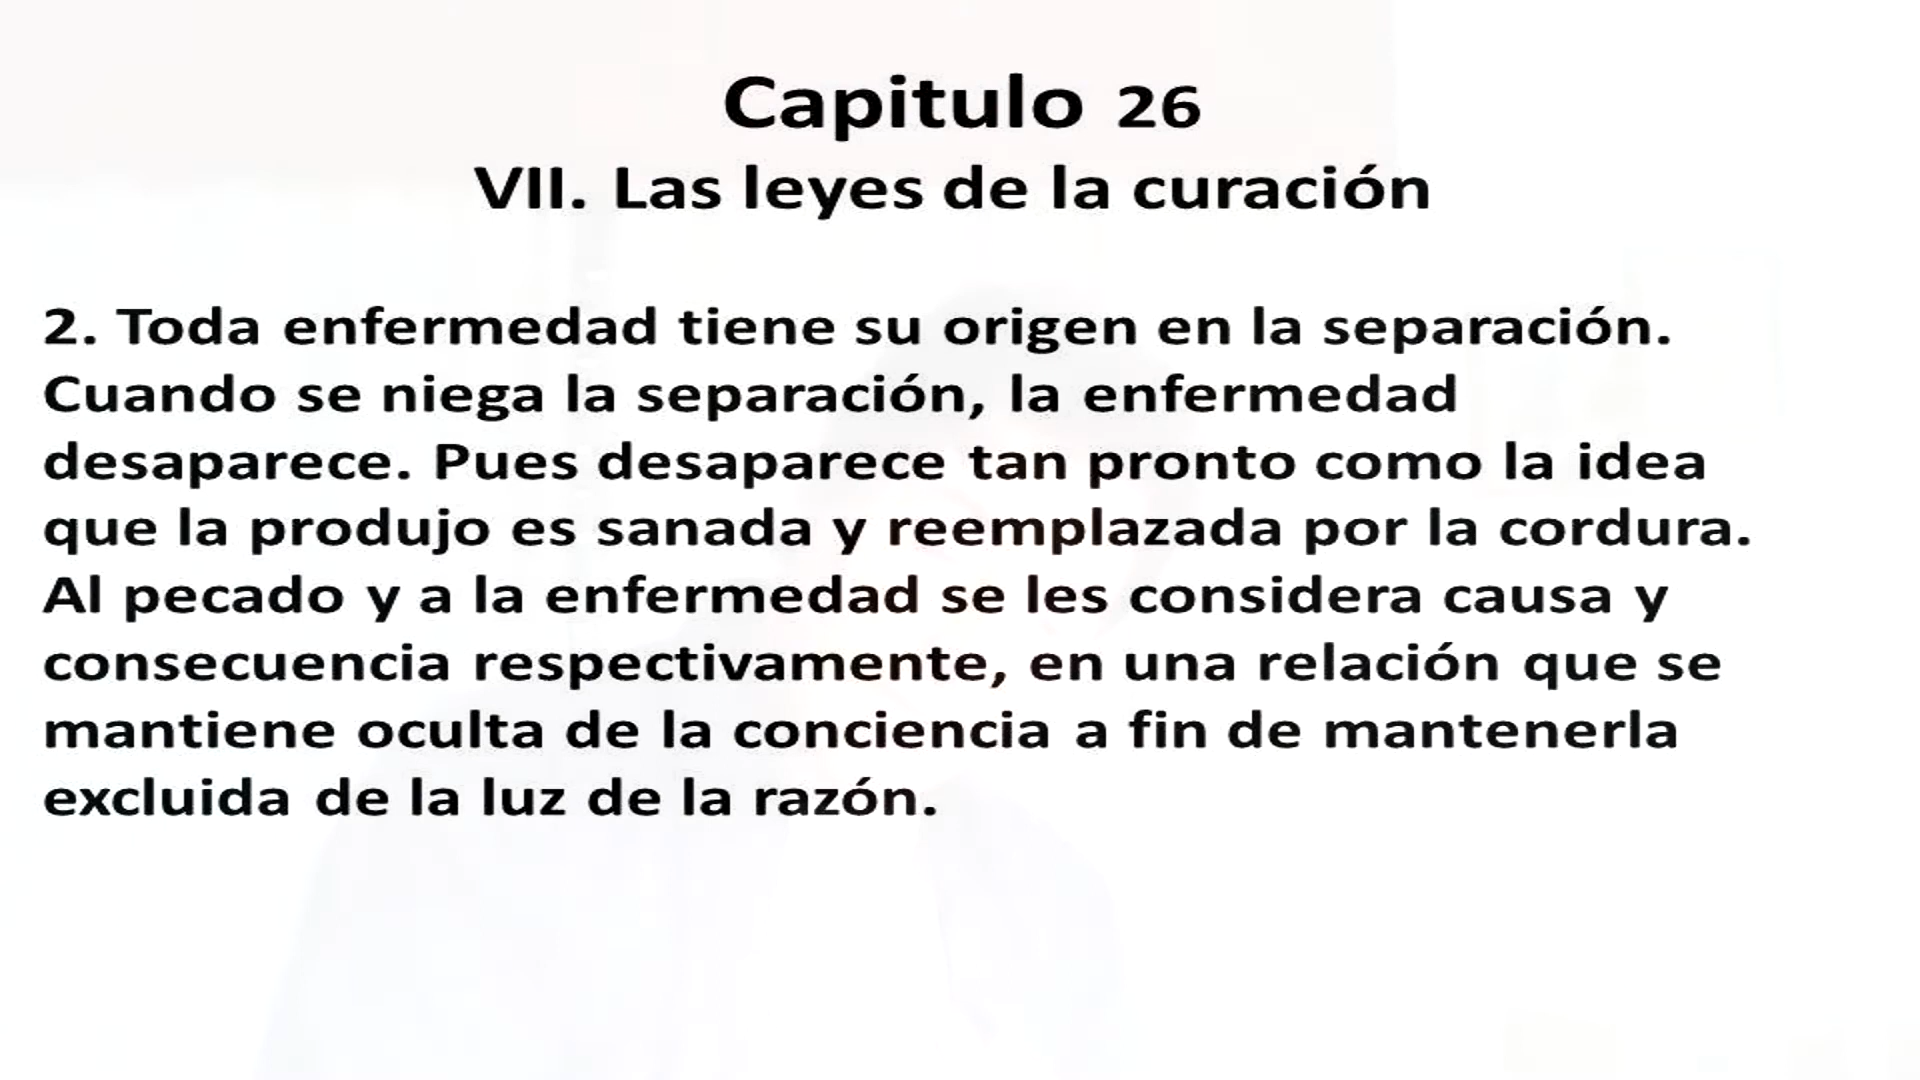 Capitulo 26
VII. Las leyes de la curación
2. Toda enfermedad tiene su origen en la separación.
Cuando se niega la separación, la enfermedad
desaparece. Pues desaparece tan pronto como la idea
que la produjo es sanada y reemplazada por la cordura.
Al pecado y a la enfermedad se les considera causa y
consecuencia respectivamente, en una relación que se
mantiene oculta de la conciencia a fin de mantenerla
excluida de la luz de la razón.